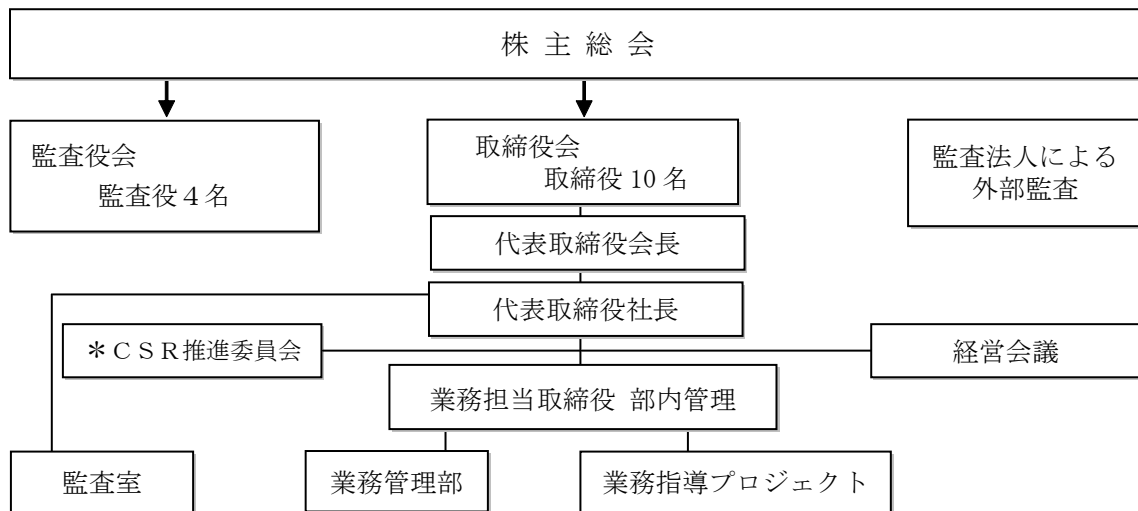 株 主 総 会
監査役会
監査役４名
取締役会
取締役 10 名
監査法人による
外部監査
代表取締役会長
代表取締役社長
＊ＣＳＲ推進委員会
経営会議
業務担当取締役 部内管理
監査室
業務管理部
業務指導プロジェクト